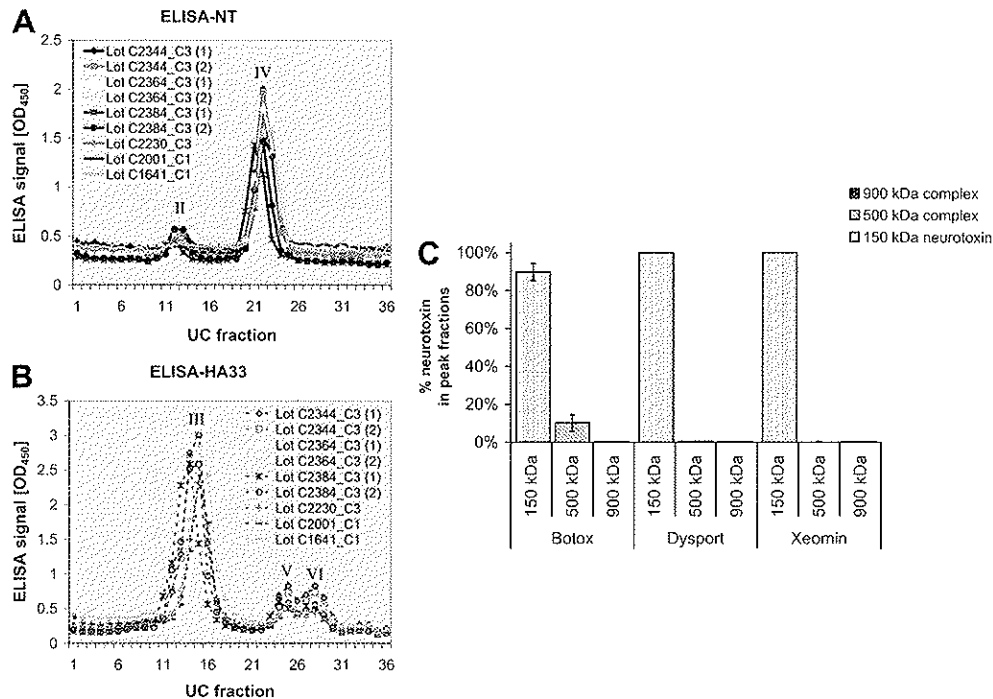 A
ELISA-NT
2.5
2
1.5
1
0.5
0
ELISA signal [OD450]
Lot C2344_C3 (1)
Lot C2344_C3 (2)
Lot C2364_C3 (1)
Lot C2364_C3 (2)
Lot C2384_C3 (1)
Lot C2384_C3 (2)
Lot C2230_C3
Lot C2001_C1
Lot C1641_C1
II
IV
1 6 11 16 21 26 31 36
UC fraction
B
ELISA-HA33
3.5
3
2.5
2
1.5
1
0.5
0
ELISA signal [OD450]
III
Lot C2344_C3 (1)
Lot C2344_C3 (2)
Lot C2364_C3 (1)
Lot C2364_C3 (2)
Lot C2384_C3 (1)
Lot C2384_C3 (2)
Lot C2230_C3
Lot C2001_C1
Lot C1641_C1
V
VI
1 6 11 16 21 26 31 36
UC fraction
900 kDa complex
500 kDa complex
150 kDa neurotoxin
C
100%
80%
60%
40%
20%
0%
% neurotoxin
in peak fractions
150 kDa
500 kDa
900 kDa
150 kDa
500 kDa
900 kDa
150 kDa
500 kDa
900 kDa
Botox Dysport Xeomin